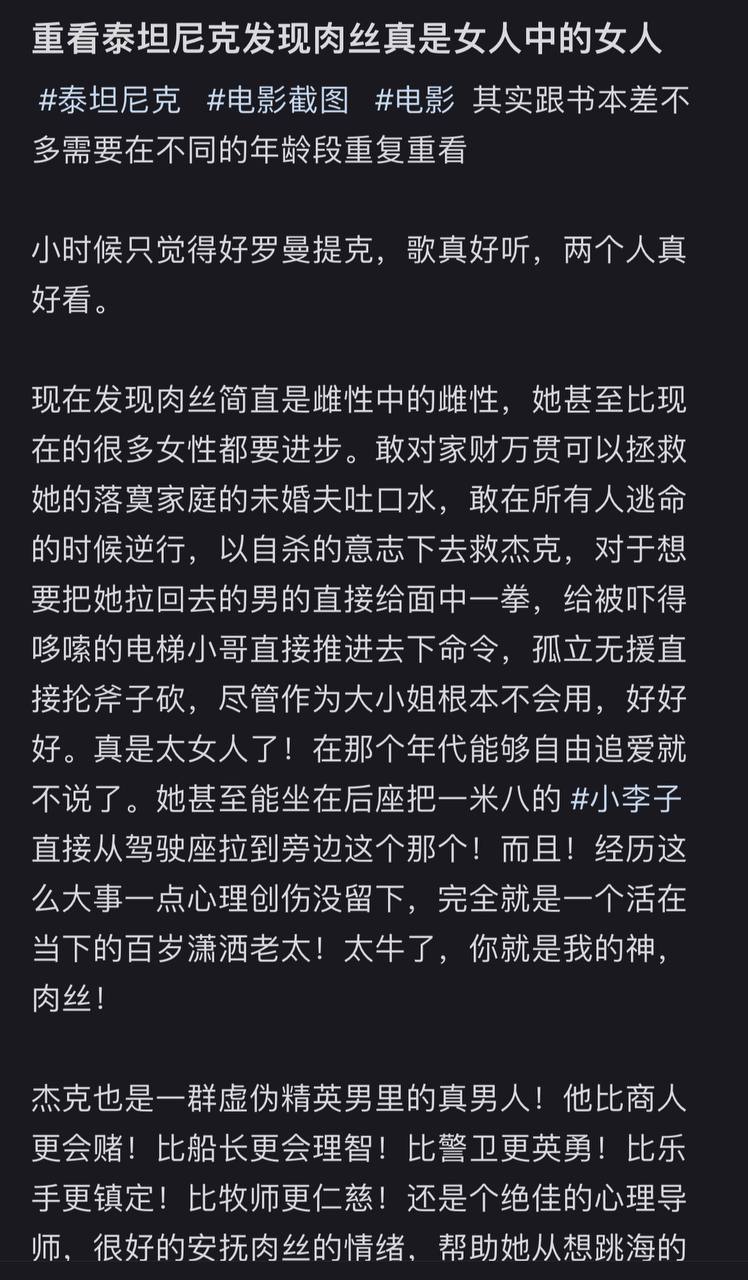 重看泰坦尼克发现肉丝真是女人中的女人
#泰坦尼克 #电影截图 #电影 其实跟书本差不
多需要在不同的年龄段重复重看
小时候只觉得好罗曼提克，歌真好听，两个人真
好看。
现在发现肉丝简直是雌性中的雌性，她甚至比现
在的很多女性都要进步。敢对家财万贯可以拯救
她的落寞家庭的未婚夫吐口水，敢在所有人逃命
的时候逆行，以自杀的意志下去救杰克，对于想
要把她拉回去的男的直接给面中一拳，给被吓得
哆嗦的电梯小哥直接推进去下命令，孤立无援直
接抡斧子砍，尽管作为大小姐根本不会用，好好
好。真是太女人了！在那个年代能够自由追爱就
不说了。她甚至能坐在后座把一米八的 #小李子
直接从驾驶座拉到旁边这个那个！而且！经历这
么大事一点心理创伤没留下，完全就是一个活在
当下的百岁潇洒老太！太牛了，你就是我的神，
肉丝！
杰克也是一群虚伪精英男里的真男人！他比商人
更会赌！比船长更会理智！比警卫更英勇！比乐
手更镇定！比牧师更仁慈！还是个绝佳的心理导
师，很好的安抚肉丝的情绪，帮助她从想跳海的